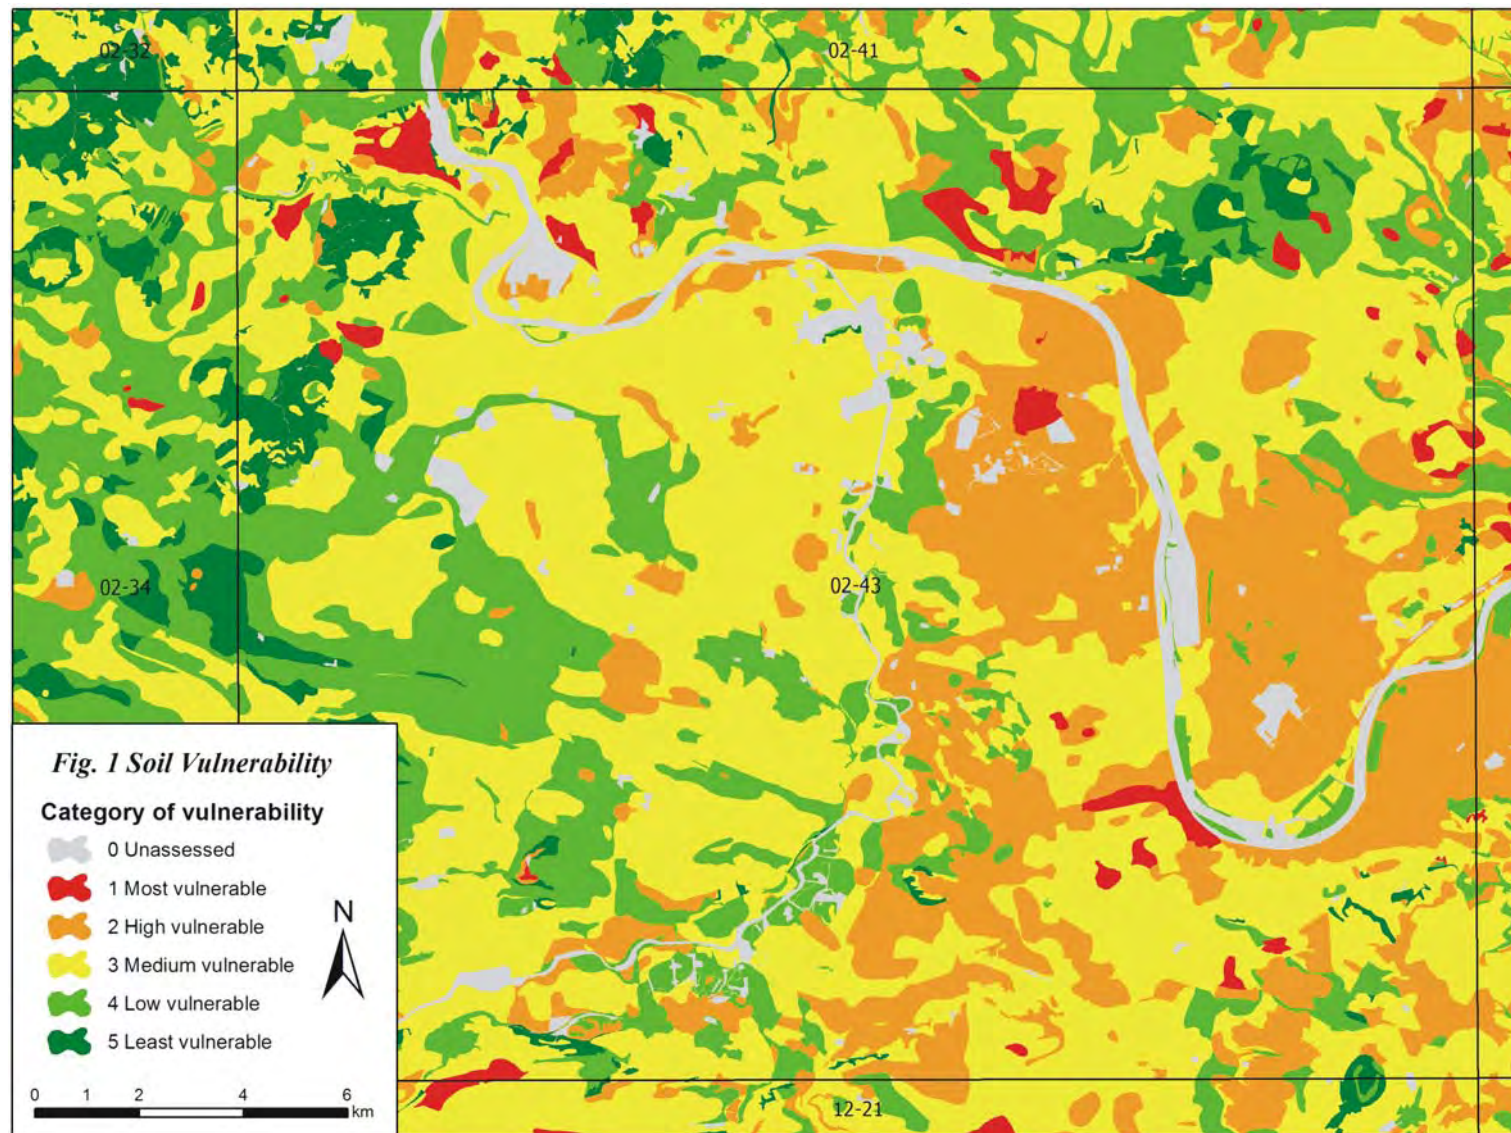 02-32
02-41
02-34
02-43
Fig. 1 Soil Vulnerability
Category of vulnerability
0 Unassessed
1 Most vulnerable
2 High vulnerable
3 Medium vulnerable
4 Low vulnerable
5 Least vulnerable
N
0 1 2 4 6 km
12-21